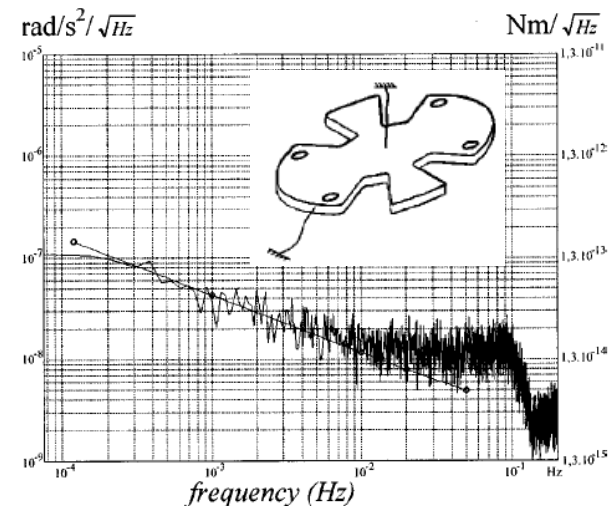 rad/s²/√Hz Nm/√Hz
10⁻⁵ 1,3.10⁻¹¹
10⁻⁶ 1,3.10⁻¹²
10⁻⁷ 1,3.10⁻¹³
10⁻⁸ 1,3.10⁻¹⁴
10⁻⁹ 1,3.10⁻¹⁵
10⁻⁴ 10⁻³ 10⁻² 10⁻¹ Hz
frequency (Hz)